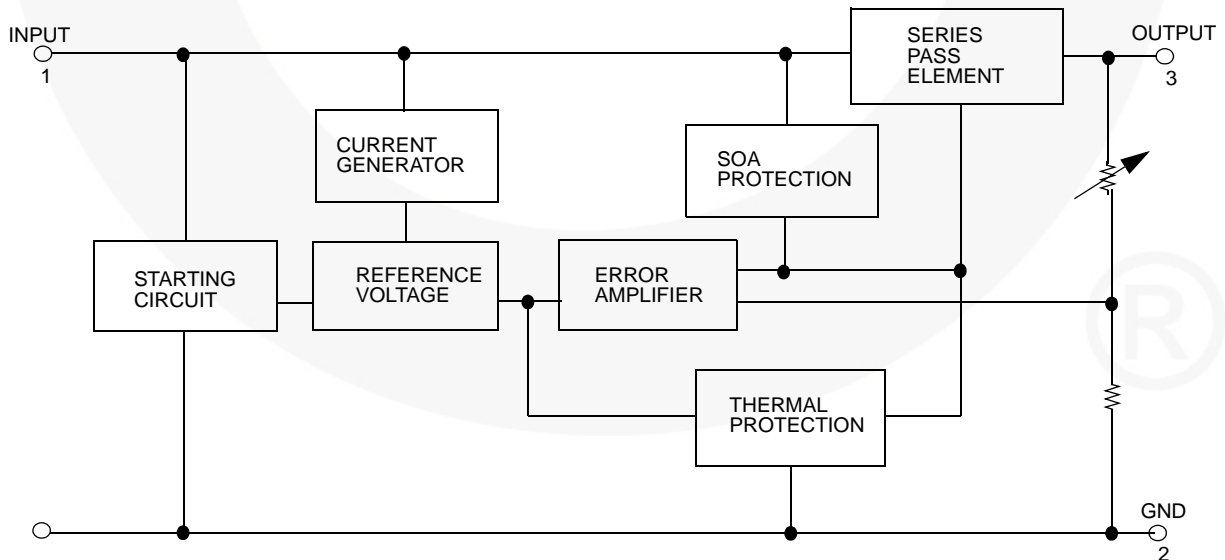 INPUT
1
SERIES
PASS
ELEMENT
OUTPUT
3
CURRENT
GENERATOR
SOA
PROTECTION
STARTING
CIRCUIT
REFERENCE
VOLTAGE
ERROR
AMPLIFIER
®
THERMAL
PROTECTION
GND
2